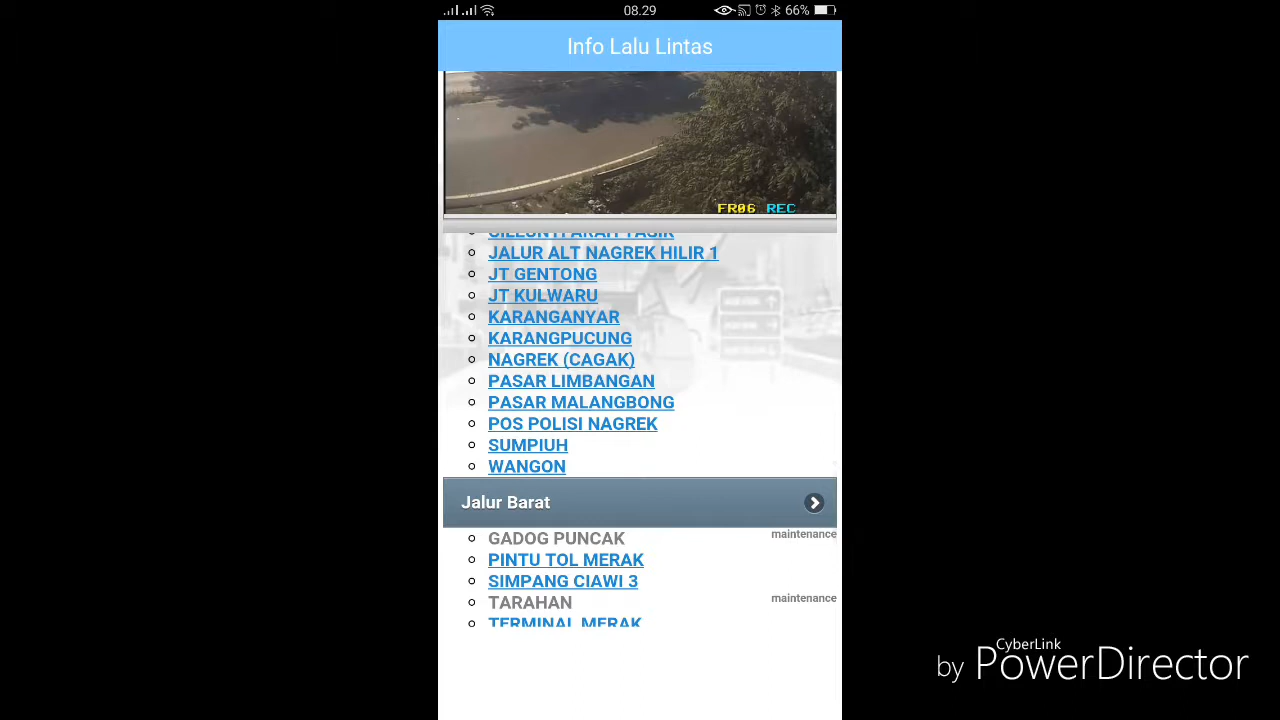 08.29
66%
Info Lalu Lintas
FR06 REC
JALUR ALT NAGREK HILIR 1
JT GENTONG
JT KULWARU
KARANGANYAR
KARANGPUCUNG
NAGREK (CAGAK)
PASAR LIMBANGAN
PASAR MALANGBONG
POS POLISI NAGREK
SUMPIUH
WANGON
Jalur Barat
GADOG PUNCAK maintenance
PINTU TOL MERAK
SIMPANG CIAWI 3
TARAHAN maintenance
TERMINAL MERAK
CyberLink
by PowerDirector